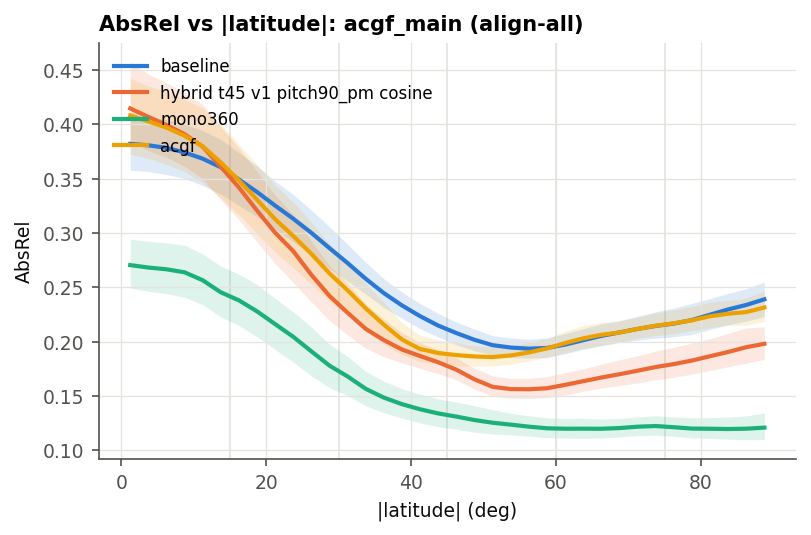 AbsRel vs |latitude|: acgf_main (align-all)
baseline
hybrid t45 v1 pitch90_pm cosine
mono360
acgf
AbsRel
0.45
0.40
0.35
0.30
0.25
0.20
0.15
0.10
0 20 40 60 80
|latitude| (deg)